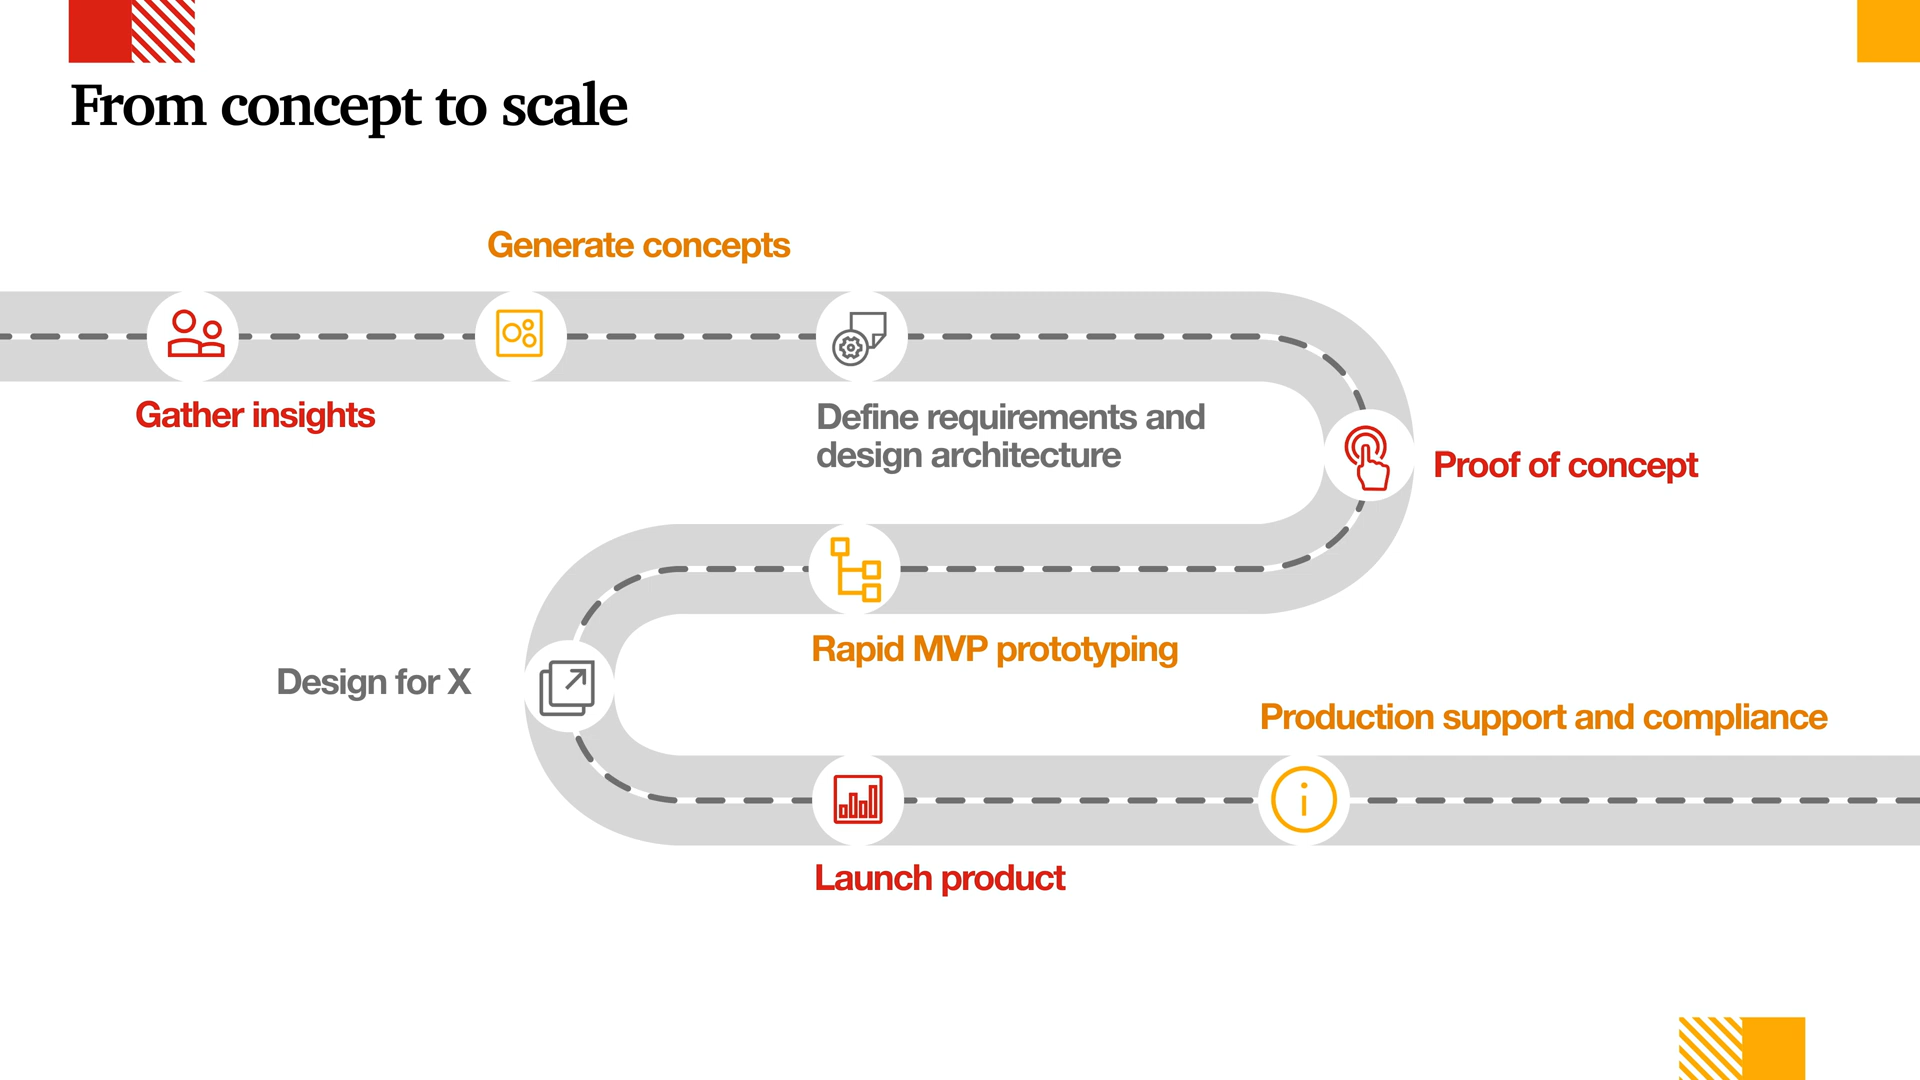 From concept to scale
Generate concepts
Gather insights
Define requirements and
design architecture
Proof of concept
Rapid MVP prototyping
Design for X
Production support and compliance
Launch product